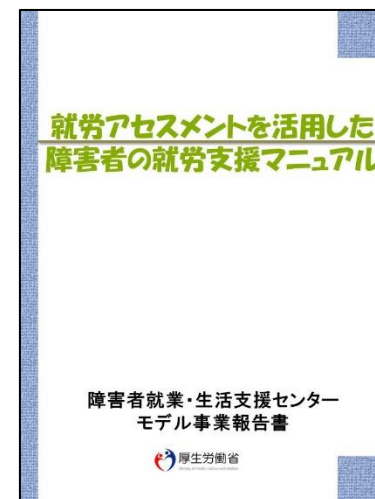 就労アセスメントを活用した
障害者の就労支援マニュアル
障害者就業・生活支援センター
モデル事業報告書
厚生労働省